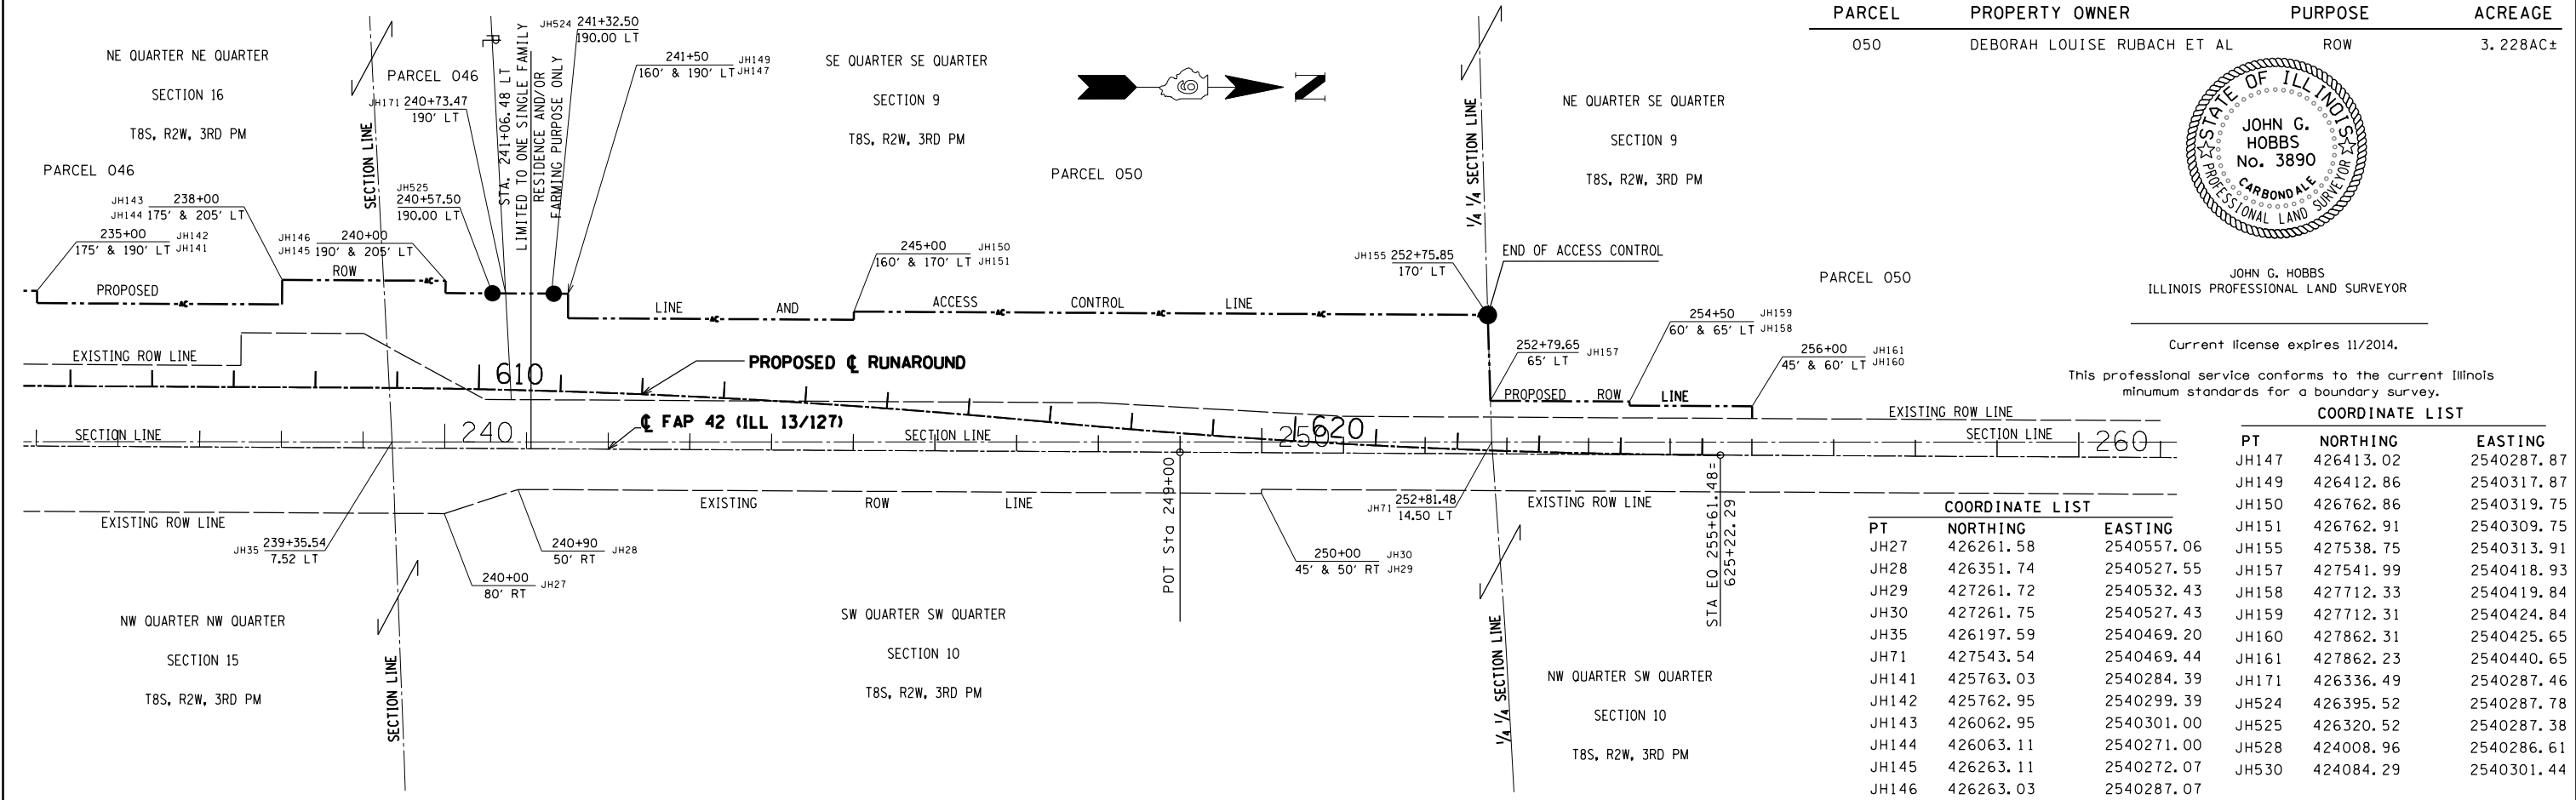 PARCEL PROPERTY OWNER PURPOSE ACREAGE
050 DEBORAH LOUISE RUBACH ET AL ROW 3.228AC±
STATE OF ILLINOIS
JOHN G.
HOBBS
No. 3890
CARBONDALE
PROFESSIONAL LAND SURVEYOR
JOHN G. HOBBS
ILLINOIS PROFESSIONAL LAND SURVEYOR
Current license expires 11/2014.
This professional service conforms to the current Illinois
minumum standards for a boundary survey.
NE QUARTER NE QUARTER
SECTION 16
T8S, R2W, 3RD PM
PARCEL 046
SECTION LINE
PARCEL 046
JH171 240+73.47
190' LT
JH525
240+57.50
190.00 LT
PL
STA. 241+06.48 LT
LIMITED TO ONE SINGLE FAMILY
RESIDENCE AND/OR
FARMING PURPOSE ONLY
JH524 241+32.50
190.00 LT
241+50 JH149
160' & 190' LT JH147
SE QUARTER SE QUARTER
SECTION 9
T8S, R2W, 3RD PM
N
PARCEL 050
1/4 1/4 SECTION LINE
NE QUARTER SE QUARTER
SECTION 9
T8S, R2W, 3RD PM
PARCEL 050
JH143 238+00
JH144 175' & 205' LT
235+00 JH142
175' & 190' LT JH141
JH146 240+00
JH145 190' & 205' LT
245+00 JH150
160' & 170' LT JH151
JH155 252+75.85
170' LT
END OF ACCESS CONTROL
PROPOSED AC ROW AC LINE AC AND ACCESS AC CONTROL AC LINE AC
252+79.65 JH157
65' LT
254+50 JH159
60' & 65' LT JH158
256+00 JH161
45' & 60' LT JH160
PROPOSED ROW LINE
EXISTING ROW LINE
610
PROPOSED ℄ RUNAROUND
℄ FAP 42 (ILL 13/127)
EXISTING ROW LINE
SECTION LINE 240 SECTION LINE 250 620 SECTION LINE 260
EXISTING ROW LINE
EXISTING ROW LINE
EXISTING ROW LINE
JH35 239+35.54
7.52 LT
240+00 JH27
80' RT
240+90 JH28
50' RT
POT Sta 249+00
250+00 JH30
45' & 50' RT JH29
JH71 252+81.48
14.50 LT
STA EQ 255+61.48=
625+22.29
NW QUARTER NW QUARTER
SECTION 15
T8S, R2W, 3RD PM
SECTION LINE
SW QUARTER SW QUARTER
SECTION 10
T8S, R2W, 3RD PM
1/4 1/4 SECTION LINE
NW QUARTER SW QUARTER
SECTION 10
T8S, R2W, 3RD PM
COORDINATE LIST
PT NORTHING EASTING
JH27 426261.58 2540557.06
JH28 426351.74 2540527.55
JH29 427261.72 2540532.43
JH30 427261.75 2540527.43
JH35 426197.59 2540469.20
JH71 427543.54 2540469.44
JH141 425763.03 2540284.39
JH142 425762.95 2540299.39
JH143 426062.95 2540301.00
JH144 426063.11 2540271.00
JH145 426263.11 2540272.07
JH146 426263.03 2540287.07
COORDINATE LIST
PT NORTHING EASTING
JH147 426413.02 2540287.87
JH149 426412.86 2540317.87
JH150 426762.86 2540319.75
JH151 426762.91 2540309.75
JH155 427538.75 2540313.91
JH157 427541.99 2540418.93
JH158 427712.33 2540419.84
JH159 427712.31 2540424.84
JH160 427862.31 2540425.65
JH161 427862.23 2540440.65
JH171 426336.49 2540287.46
JH524 426395.52 2540287.78
JH525 426320.52 2540287.38
JH528 424008.96 2540286.61
JH530 424084.29 2540301.44